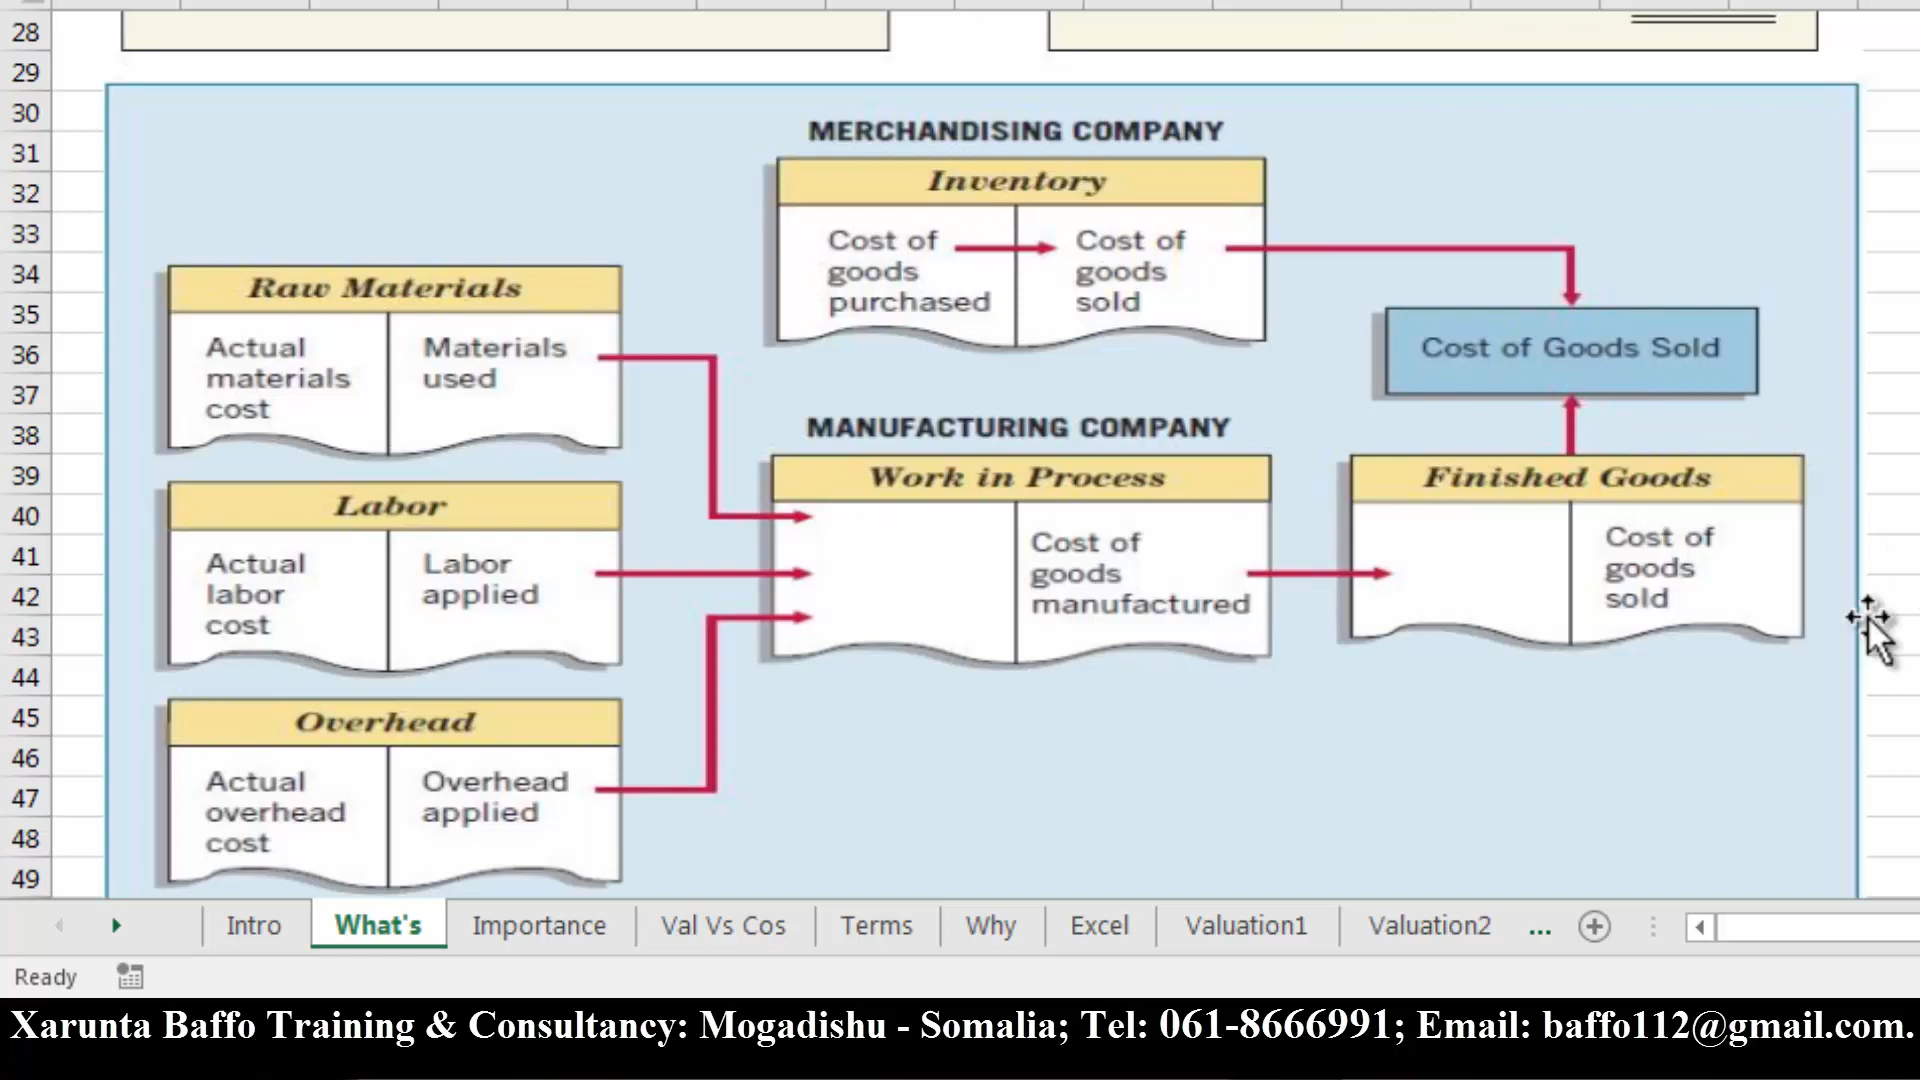 28
29
30
31
32
33
34
35
36
37
38
39
40
41
42
43
44
45
46
47
48
49
MERCHANDISING COMPANY
Inventory
Cost of
goods
purchased
Cost of
goods
sold
Raw Materials
Actual
materials
cost
Materials
used
Cost of Goods Sold
MANUFACTURING COMPANY
Labor
Actual
labor
cost
Labor
applied
Work in Process
Cost of
goods
manufactured
Finished Goods
Cost of
goods
sold
Overhead
Actual
overhead
cost
Overhead
applied
Intro What's Importance Val Vs Cos Terms Why Excel Valuation1 Valuation2 ...
Ready
Xarunta Baffo Training & Consultancy: Mogadishu - Somalia; Tel: 061-8666991; Email: baffo112@gmail.com.